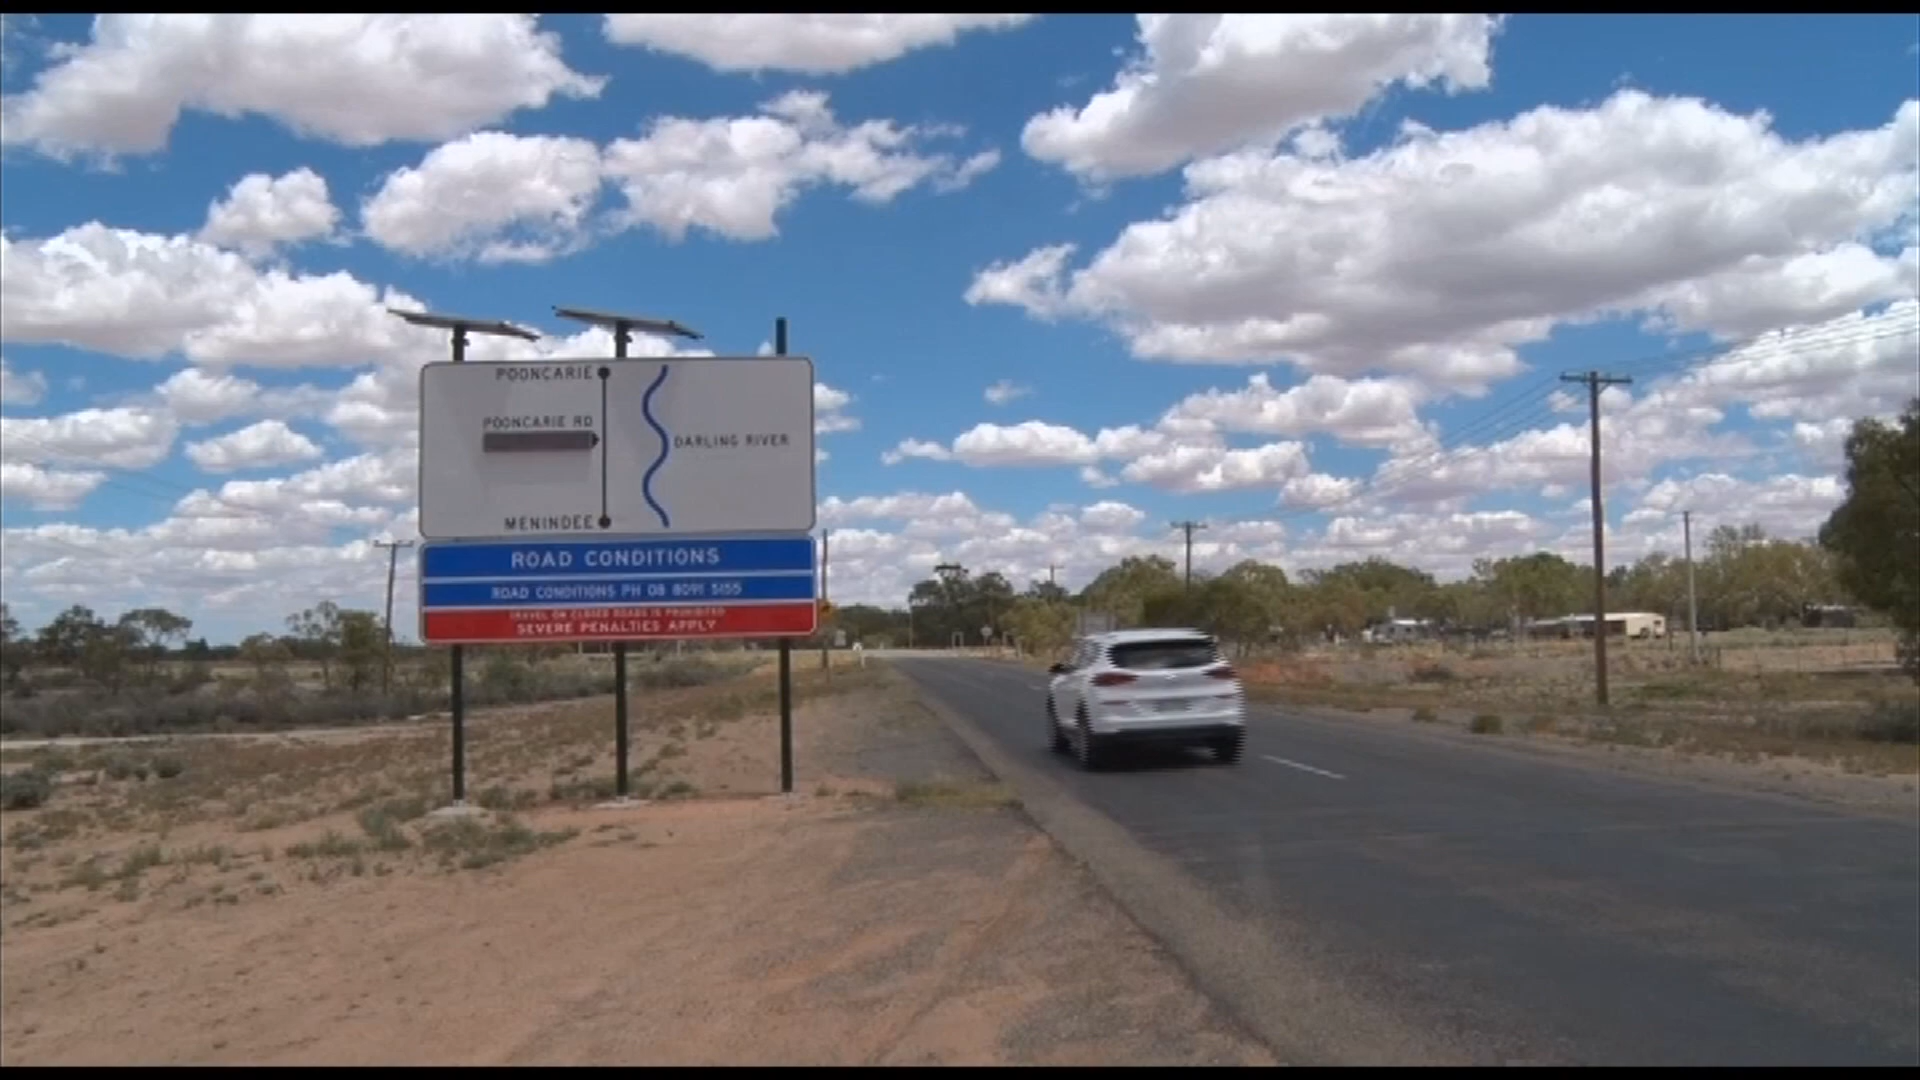 POONCARIE
POONCARIE RD
DARLING RIVER
MENINDEE
ROAD CONDITIONS
ROAD CONDITIONS PH 08 8091 5155
TRAVEL ON CLOSED ROADS IS PROHIBITED
SEVERE PENALTIES APPLY